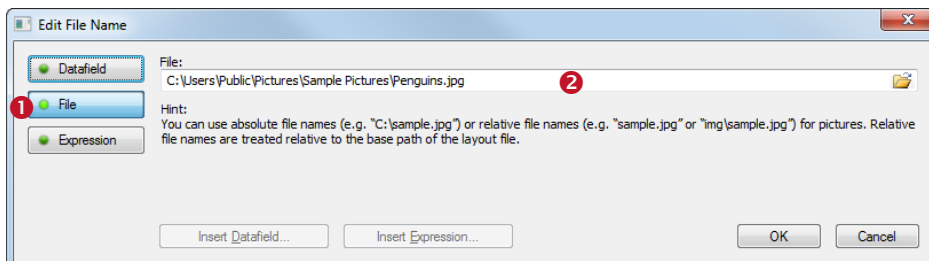 Edit File Name
Datafield
File:
C:\Users\Public\Pictures\Sample Pictures\Penguins.jpg
2
1
File
Hint:
You can use absolute file names (e.g. "C:\sample.jpg") or relative file names (e.g. "sample.jpg" or "img\sample.jpg") for pictures. Relative
file names are treated relative to the base path of the layout file.
Expression
Insert Datafield...
Insert Expression...
OK
Cancel